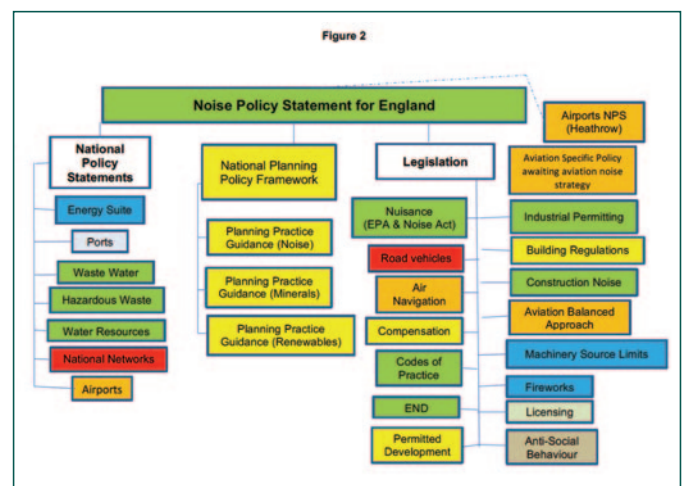 Figure 2
Noise Policy Statement for England
Airports NPS
(Heathrow)
National
Policy
Statements
Energy Suite
Ports
Waste Water
Hazardous Waste
Water Resources
National Networks
Airports
National Planning
Policy Framework
Planning Practice
Guidance (Noise)
Planning Practice
Guidance (Minerals)
Planning Practice
Guidance (Renewables)
Legislation
Nuisance
(EPA & Noise Act)
Road vehicles
Air
Navigation
Compensation
Codes of
Practice
END
Permitted
Development
Aviation Specific Policy
awaiting aviation noise
strategy
Industrial Permitting
Building Regulations
Construction Noise
Aviation Balanced
Approach
Machinery Source Limits
Fireworks
Licensing
Anti-Social
Behaviour